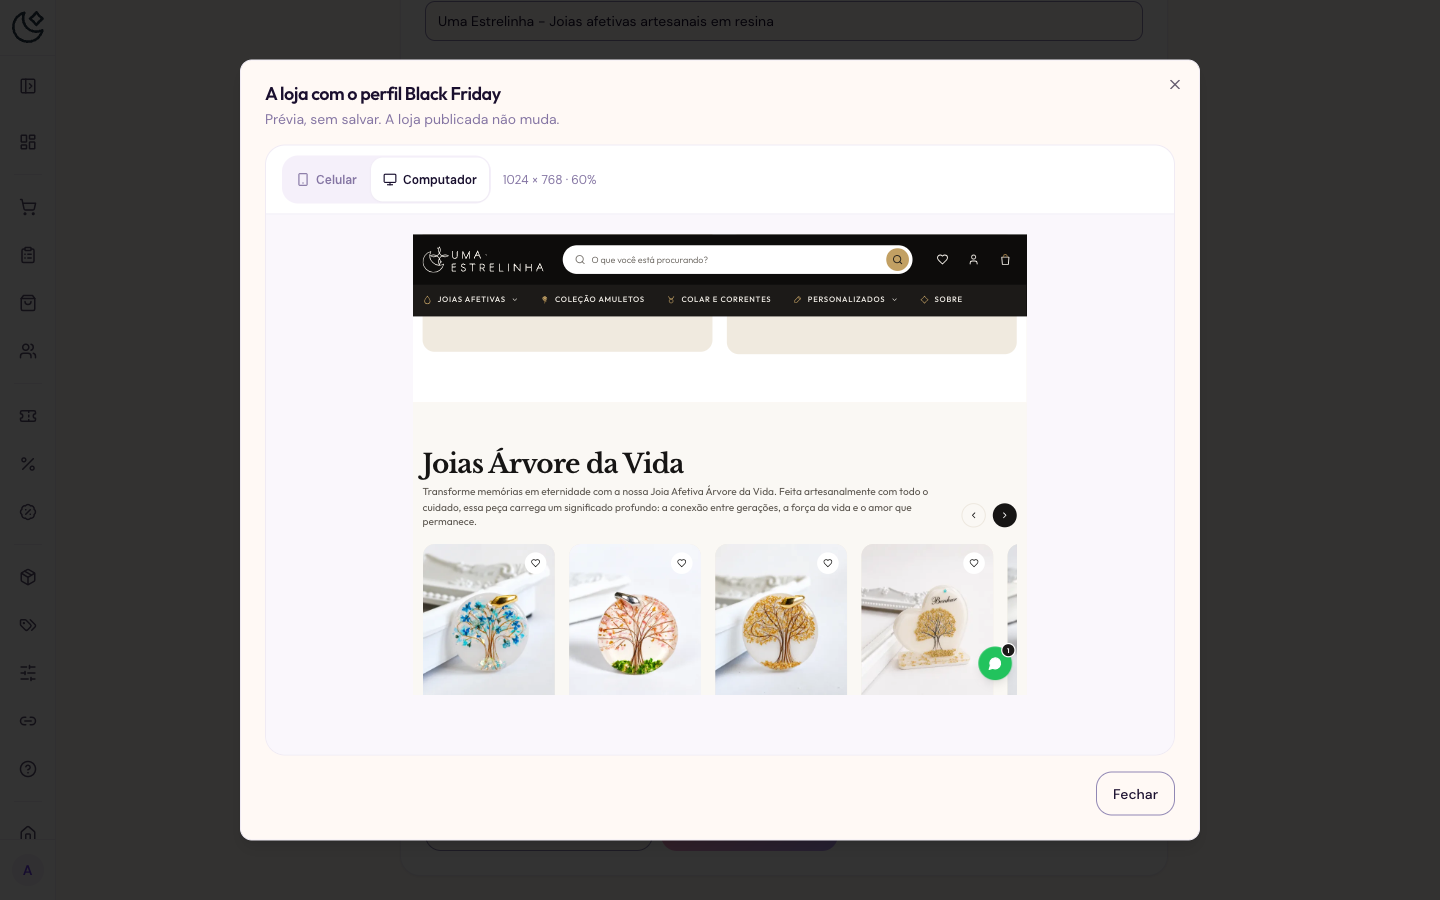 Uma Estrelinha - Joias afetivas artesanais em resina
A loja com o perfil Black Friday
Prévia, sem salvar. A loja publicada não muda.
Celular
Computador
1024 × 768 · 60%
UMA
ESTRELINHA
O que você está procurando?
JOIAS AFETIVAS
COLEÇÃO AMULETOS
COLAR E CORRENTES
PERSONALIZADOS
SOBRE
Joias Árvore da Vida
Transforme memórias em eternidade com a nossa Joia Afetiva Árvore da Vida. Feita artesanalmente com todo o
cuidado, essa peça carrega um significado profundo: a conexão entre gerações, a força da vida e o amor que
permanece.
1
Fechar
A